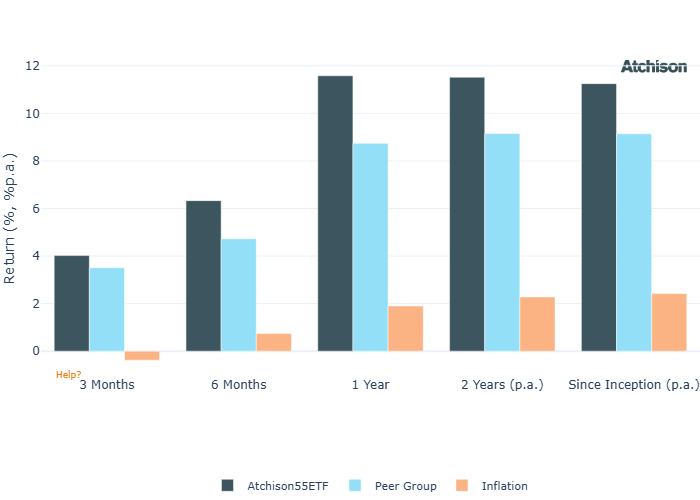 Atchison
Return (%, %p.a.)
12
10
8
6
4
2
0
Help?
3 Months
6 Months
1 Year
2 Years (p.a.)
Since Inception (p.a.)
Atchison55ETF
Peer Group
Inflation